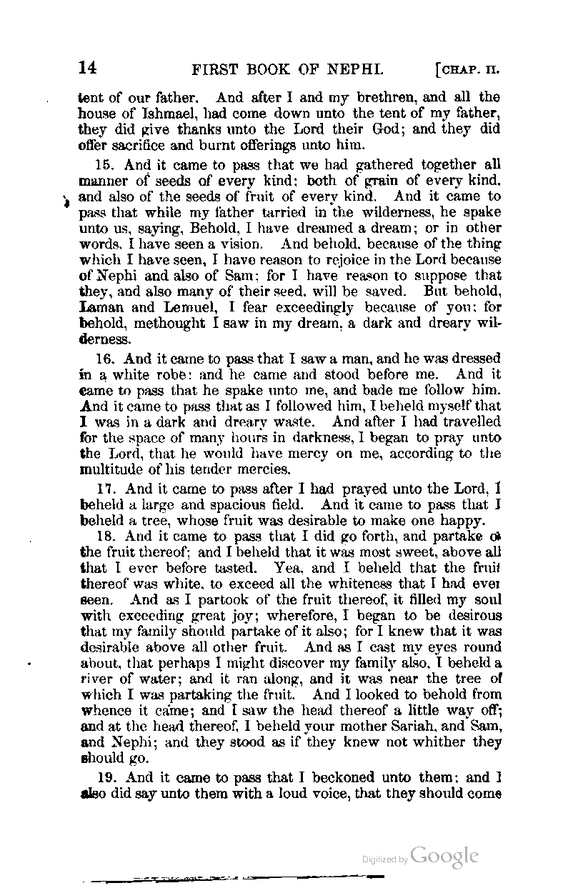 14 FIRST BOOK OF NEPHI. [CHAP. II.
tent of our father. And after I and my brethren, and all the
house of Ishmael, had come down unto the tent of my father,
they did give thanks unto the Lord their God; and they did
offer sacrifice and burnt offerings unto him.
15. And it came to pass that we had gathered together all
manner of seeds of every kind; both of grain of every kind,
and also of the seeds of fruit of every kind. And it came to
pass that while my father tarried in the wilderness, he spake
unto us, saying, Behold, I have dreamed a dream; or in other
words, I have seen a vision. And behold, because of the thing
which I have seen, I have reason to rejoice in the Lord because
of Nephi and also of Sam; for I have reason to suppose that
they, and also many of their seed, will be saved. But behold,
Laman and Lemuel, I fear exceedingly because of you; for
behold, methought I saw in my dream, a dark and dreary wil-
derness.
16. And it came to pass that I saw a man, and he was dressed
in a white robe; and he came and stood before me. And it
came to pass that he spake unto me, and bade me follow him.
And it came to pass that as I followed him, I beheld myself that
I was in a dark and dreary waste. And after I had travelled
for the space of many hours in darkness, I began to pray unto
the Lord, that he would have mercy on me, according to the
multitude of his tender mercies.
17. And it came to pass after I had prayed unto the Lord, I
beheld a large and spacious field. And it came to pass that I
beheld a tree, whose fruit was desirable to make one happy.
18. And it came to pass that I did go forth, and partake of
the fruit thereof; and I beheld that it was most sweet, above all
that I ever before tasted. Yea, and I beheld that the fruit
thereof was white, to exceed all the whiteness that I had ever
seen. And as I partook of the fruit thereof, it filled my soul
with exceeding great joy; wherefore, I began to be desirous
that my family should partake of it also; for I knew that it was
desirable above all other fruit. And as I cast my eyes round
about, that perhaps I might discover my family also, I beheld a
river of water; and it ran along, and it was near the tree of
which I was partaking the fruit. And I looked to behold from
whence it came; and I saw the head thereof a little way off;
and at the head thereof, I beheld your mother Sariah, and Sam,
and Nephi; and they stood as if they knew not whither they
should go.
19. And it came to pass that I beckoned unto them; and I
also did say unto them with a loud voice, that they should come
Digitized by Google